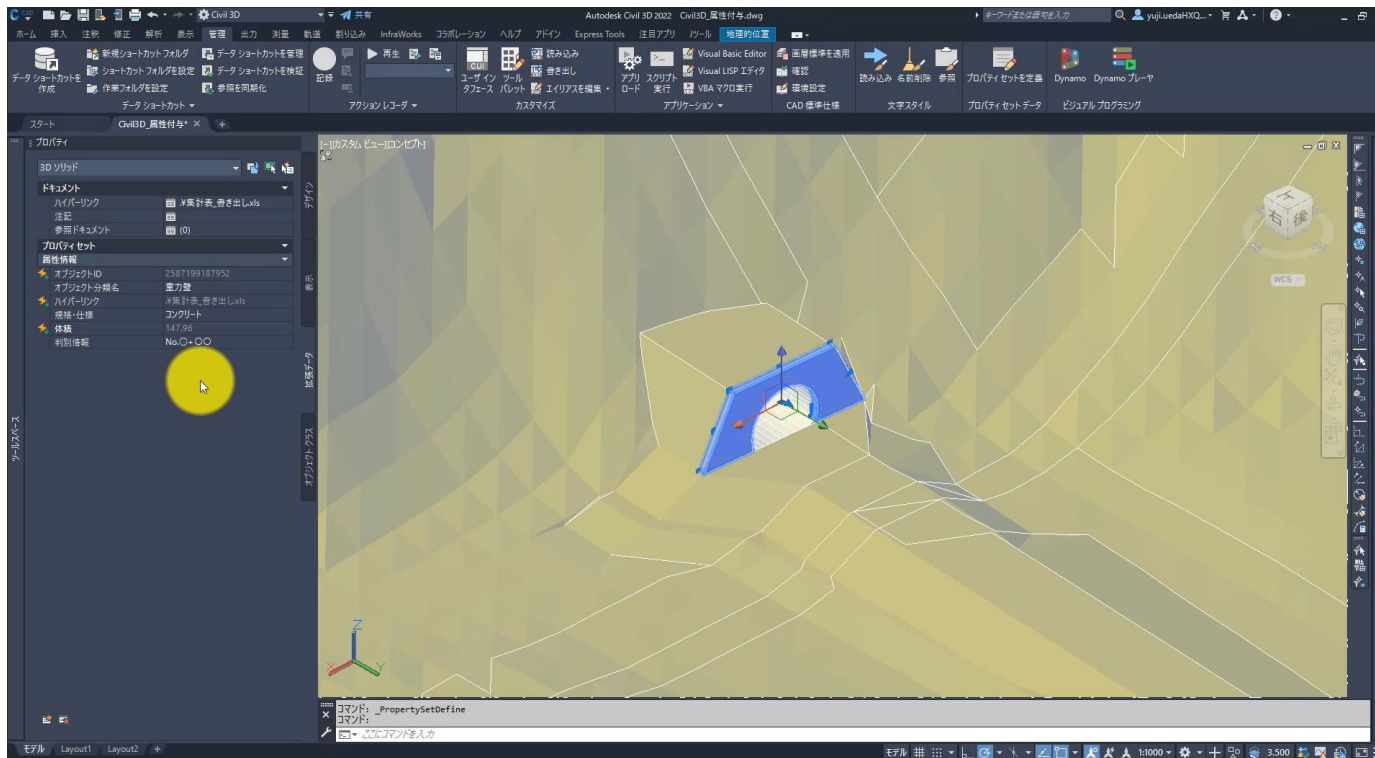 Civil 3D
共有
Autodesk Civil 3D 2022 Civil3D_属性付与.dwg
キーワードまたは語句を入力
yuji.uedaHXQ...
ホーム 挿入 注釈 修正 解析 表示 管理 出力 測量 軌道 割り込み InfraWorks コラボレーション ヘルプ アドイン Express Tools 注目アプリ Jツール 地理的位置
データショートカットを作成
新規ショートカットフォルダ
ショートカットフォルダを設定
作業フォルダを設定
データ ショートカットを管理
データ ショートカットを検証
参照を同期化
データ ショートカット
記録
再生
アクション レコーダ
CUI
ユーザ インタフェース
ツール パレット
読み込み
書き出し
エイリアスを編集
カスタマイズ
アプリ ロード
スクリプト 実行
Visual Basic Editor
Visual LISP エディタ
VBA マクロ実行
アプリケーション
画層標準を適用
確認
環境設定
CAD 標準仕様
読み込み 名前削除 参照
文字スタイル
プロパティセットを定義
プロパティ セット データ
Dynamo Dynamo プレーヤ
ビジュアル プログラミング
スタート
Civil3D_属性付与*
プロパティ
3D ソリッド
ドキュメント
ハイパーリンク .¥集計表_書き出し.xls
注記
参照ドキュメント (0)
プロパティ セット
属性情報
オブジェクトID 2587199187952
オブジェクト分類名 重力壁
ハイパーリンク .¥集計表_書き出し.xls
規格・仕様 コンクリート
体積 147.96
判別情報 No.○+○○
デザイン
表示
拡張データ
オブジェクト クラス
ツールスペース
[-]カスタム ビュー][コンセプト]
下
右
後
WCS
Z
X
Y
コマンド: _PropertySetDefine
コマンド:
ここにコマンドを入力
モデル Layout1 Layout2 +
モデル
1:1000
3.500